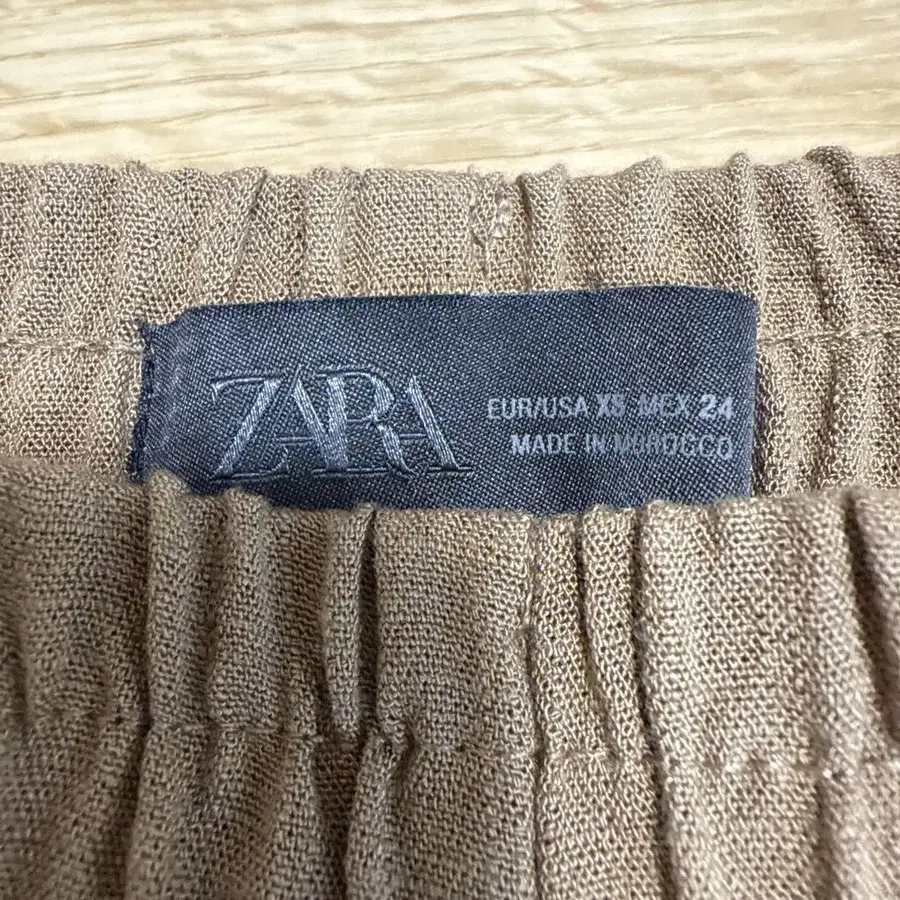 ZARA
EUR/USA XS MEX 24
MADE IN MOROCCO